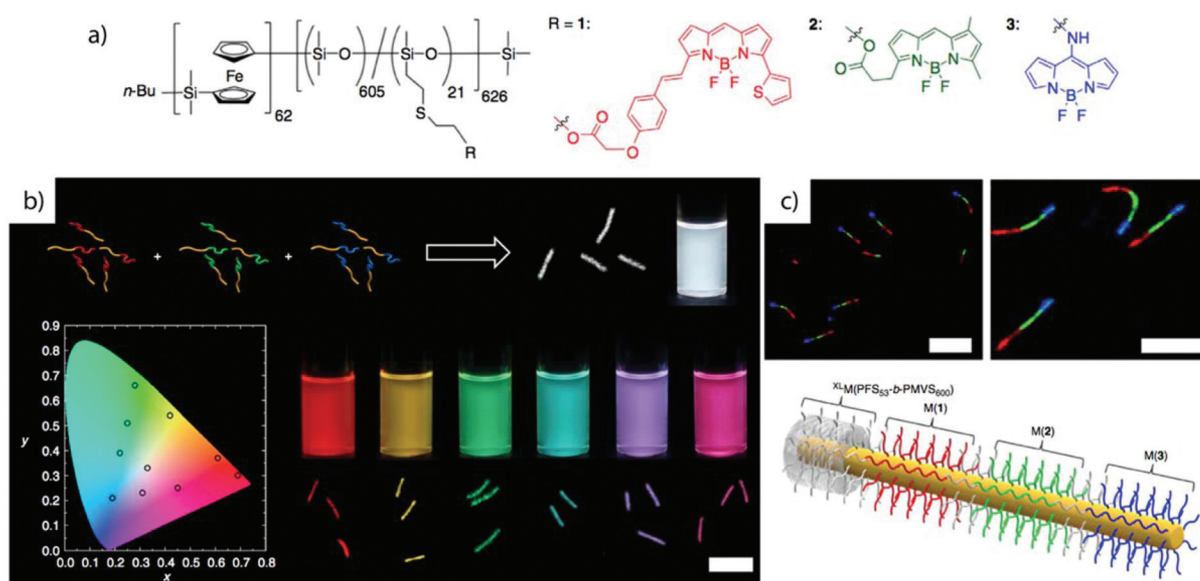 a)
n-Bu
Si
Fe
62
Si
O
605
Si
O
21
626
Si
S
R
R = 1:
N
N
B
F
F
S
O
O
O
2:
O
O
N
N
B
F
F
3:
NH
N
N
B
F
F
b)
+
+
0.9
0.8
0.7
0.6
0.5
0.4
0.3
0.2
0.1
0.0
y
0.0 0.1 0.2 0.3 0.4 0.5 0.6 0.7 0.8
x
c)
XLM(PFS53-b-PMVS600)
M(1)
M(2)
M(3)